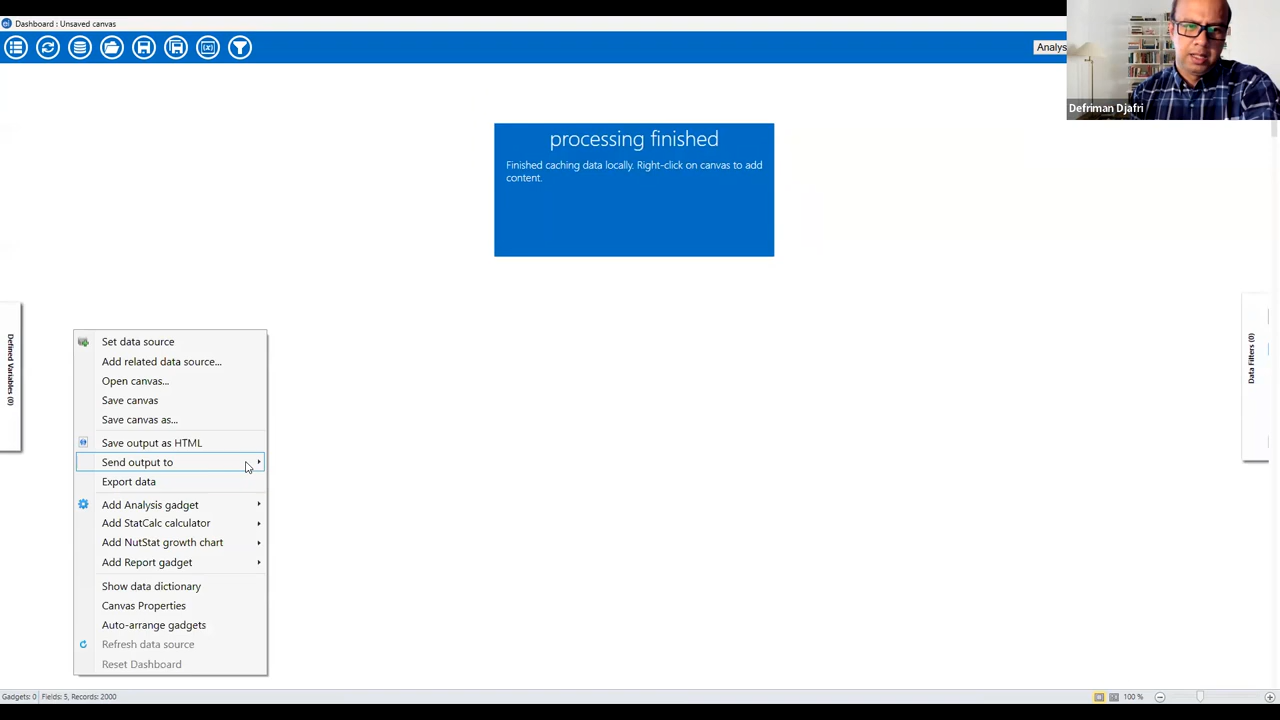 Dashboard : Unsaved canvas
Analys
Defriman Djafri
processing finished
Finished caching data locally. Right-click on canvas to add
content.
Defined Variables (0)
Data Filters (0)
Set data source
Add related data source...
Open canvas...
Save canvas
Save canvas as...
Save output as HTML
Send output to
Export data
Add Analysis gadget
Add StatCalc calculator
Add NutStat growth chart
Add Report gadget
Show data dictionary
Canvas Properties
Auto-arrange gadgets
Refresh data source
Reset Dashboard
Gadgets: 0 Fields: 5, Records: 2000
100 %